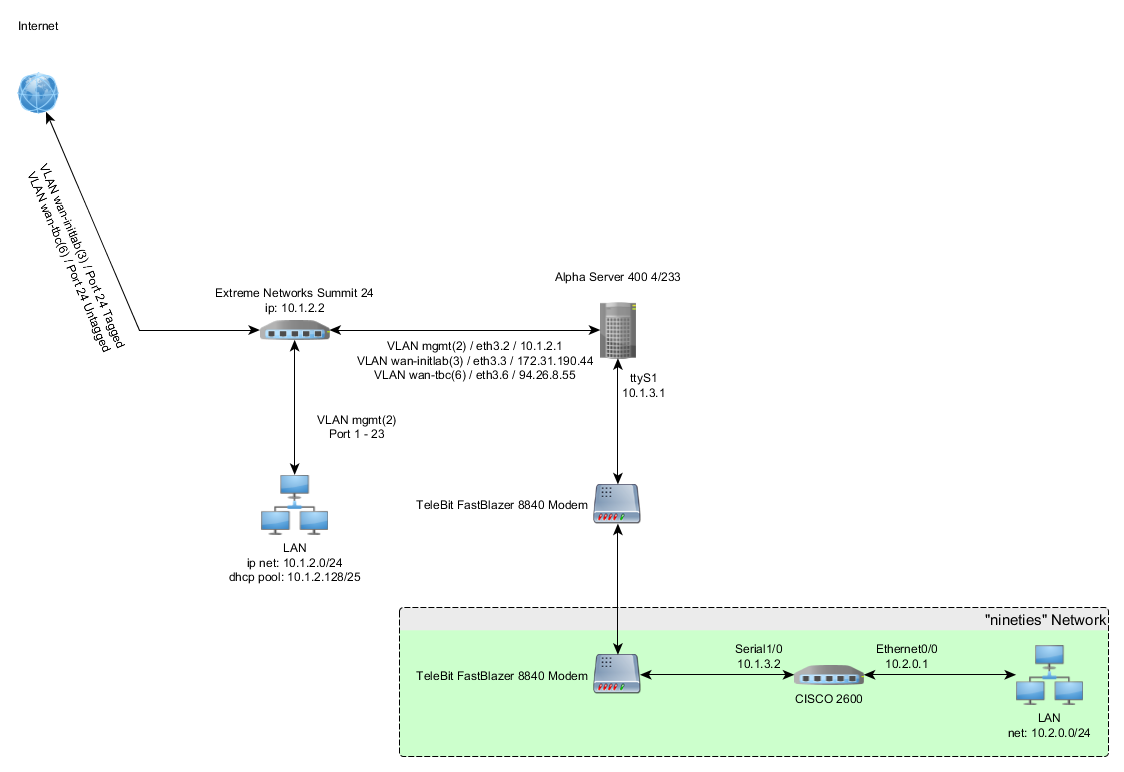 Internet
VLAN wan-initlab(3) / Port 24 Tagged
VLAN wan-tbc(6) / Port 24 Untagged
Extreme Networks Summit 24
ip: 10.1.2.2
Alpha Server 400 4/233
VLAN mgmt(2) / eth3.2 / 10.1.2.1
VLAN wan-initlab(3) / eth3.3 / 172.31.190.44
VLAN wan-tbc(6) / eth3.6 / 94.26.8.55
ttyS1
10.1.3.1
VLAN mgmt(2)
Port 1 - 23
LAN
ip net: 10.1.2.0/24
dhcp pool: 10.1.2.128/25
TeleBit FastBlazer 8840 Modem
"nineties" Network
TeleBit FastBlazer 8840 Modem
Serial1/0
10.1.3.2
CISCO 2600
Ethernet0/0
10.2.0.1
LAN
net: 10.2.0.0/24